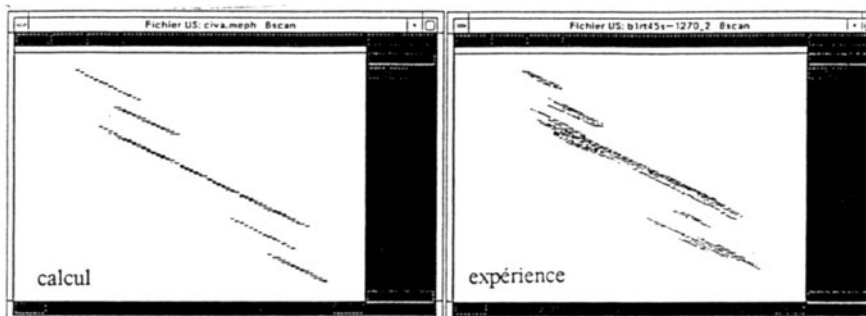 Fichier US: civa.meph Bscan
Fichier US: b1rt45s-1270_2 Bscan
calcul
expérience